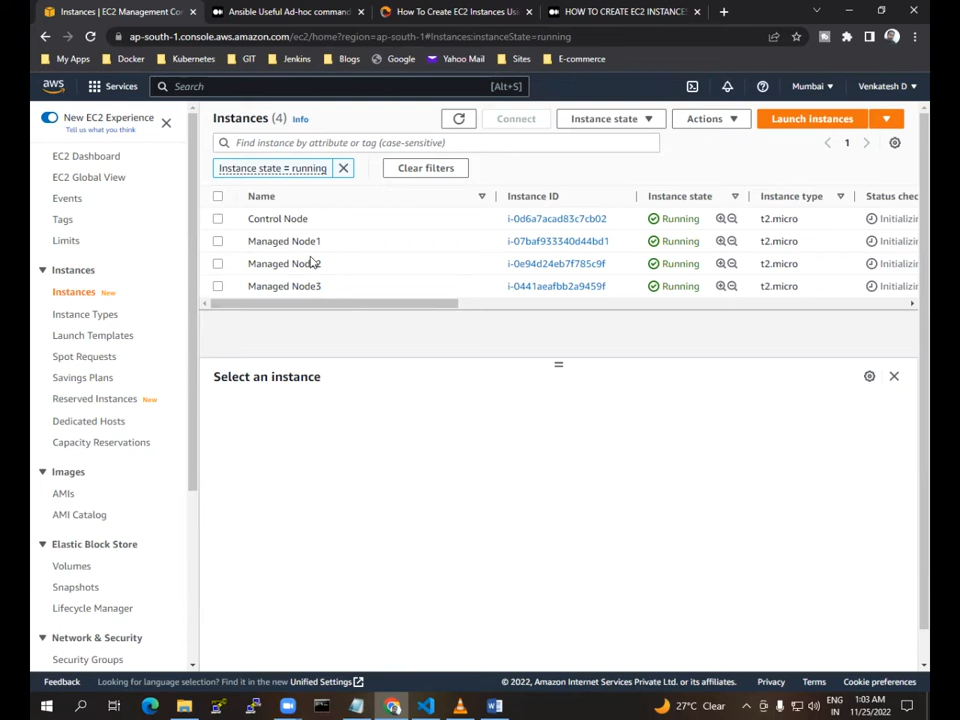 Instances | EC2 Management Con
Ansible Useful Ad-hoc command
How To Create EC2 Instances Us
HOW TO CREATE EC2 INSTANCES
ap-south-1.console.aws.amazon.com/ec2/home?region=ap-south-1#Instances:instanceState=running
My Apps
Docker
Kubernetes
GIT
Jenkins
Blogs
Google
Yahoo Mail
Sites
E-commerce
aws
Services
Search
[Alt+S]
Mumbai
Venkatesh D
New EC2 Experience
Tell us what you think
EC2 Dashboard
EC2 Global View
Events
Tags
Limits
Instances
Instances New
Instance Types
Launch Templates
Spot Requests
Savings Plans
Reserved Instances New
Dedicated Hosts
Capacity Reservations
Images
AMIs
AMI Catalog
Elastic Block Store
Volumes
Snapshots
Lifecycle Manager
Network & Security
Security Groups
Instances (4) Info
Connect
Instance state
Actions
Launch instances
Find instance by attribute or tag (case-sensitive)
1
Instance state = running
Clear filters
Name Instance ID Instance state Instance type Status chec
Control Node i-0d6a7acad83c7cb02 Running t2.micro Initializin
Managed Node1 i-07baf933340d44bd1 Running t2.micro Initializin
Managed Node2 i-0e94d24eb7f785c9f Running t2.micro Initializin
Managed Node3 i-0441aeafbb2a9459f Running t2.micro Initializin
Select an instance
Feedback
Looking for language selection? Find it in the new Unified Settings
© 2022, Amazon Internet Services Private Ltd. or its affiliates.
Privacy
Terms
Cookie preferences
27°C Clear
ENG
IN
1:03 AM
11/25/2022